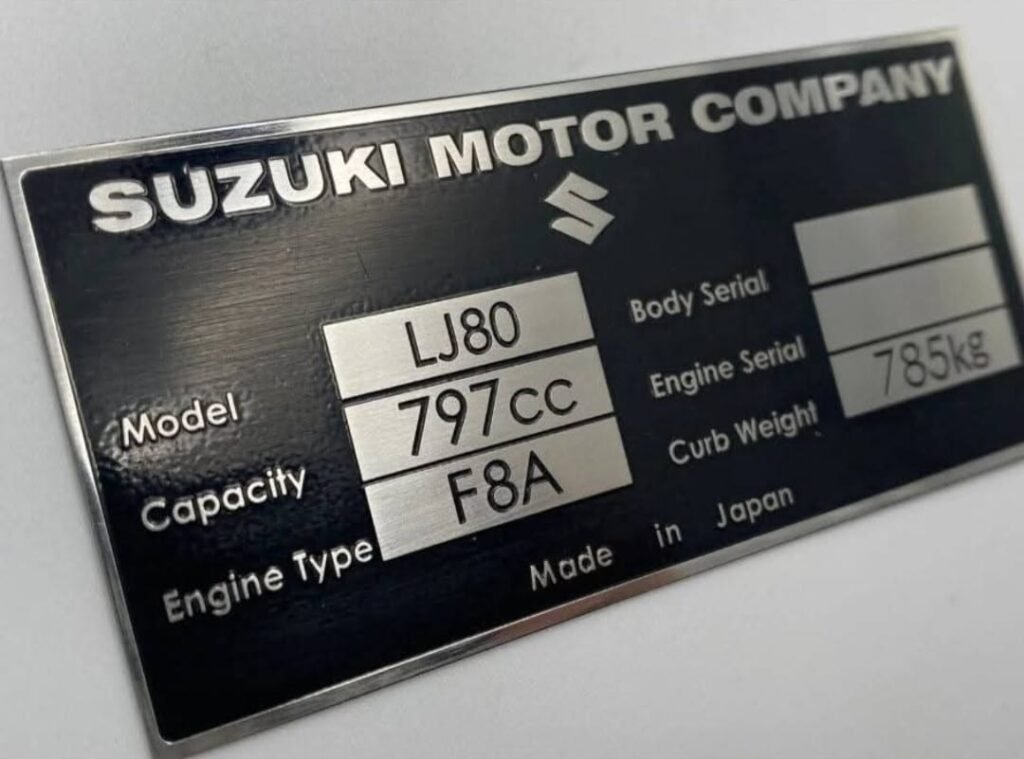 SUZUKI MOTOR COMPANY
Model LJ80
Capacity 797cc
Engine Type F8A
Body Serial
Engine Serial
Curb Weight 785kg
Made in Japan